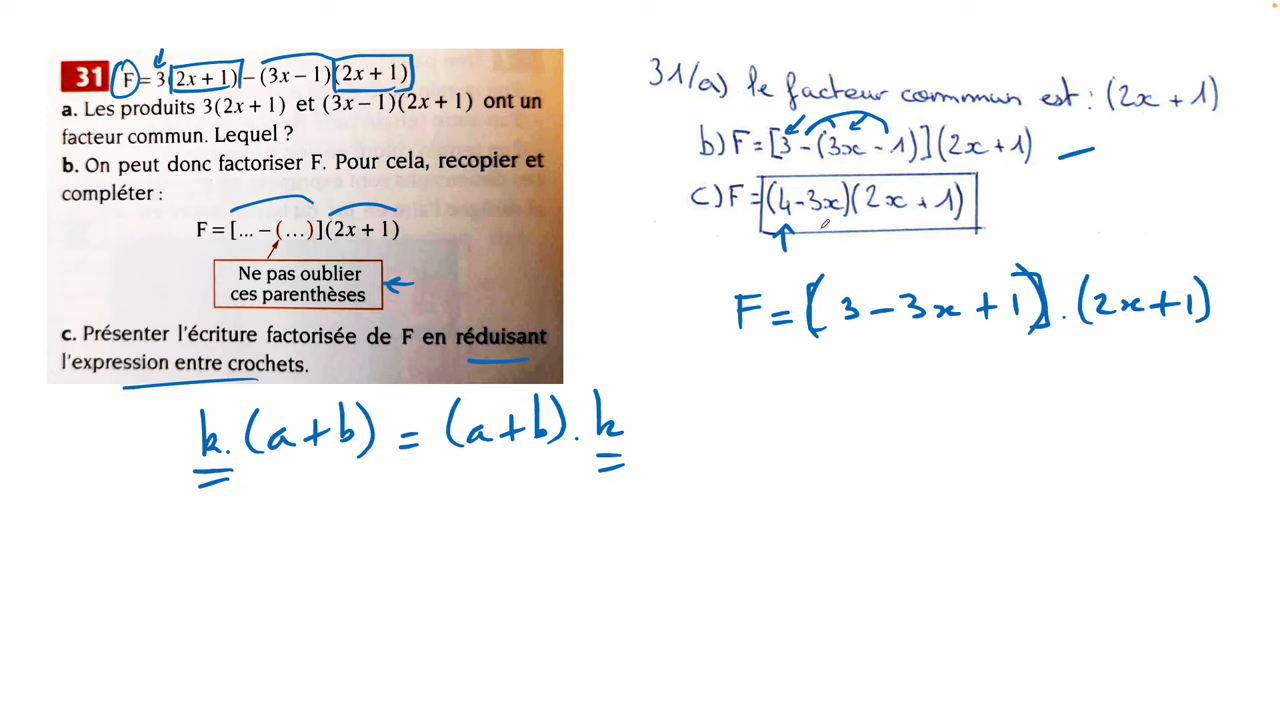 31 F = 3(2x + 1) − (3x − 1)(2x + 1)
a. Les produits 3(2x + 1) et (3x − 1)(2x + 1) ont un
facteur commun. Lequel ?
b. On peut donc factoriser F. Pour cela, recopier et
compléter :
F = [... − (...)](2x + 1)
Ne pas oublier
ces parenthèses
c. Présenter l'écriture factorisée de F en réduisant
l'expression entre crochets.
k.(a+b) = (a+b).k
31/a) le facteur commun est : (2x + 1)
b) F = [3 − (3x − 1)](2x + 1)
c) F = (4 − 3x)(2x + 1)
F = [3 − 3x + 1].(2x + 1)